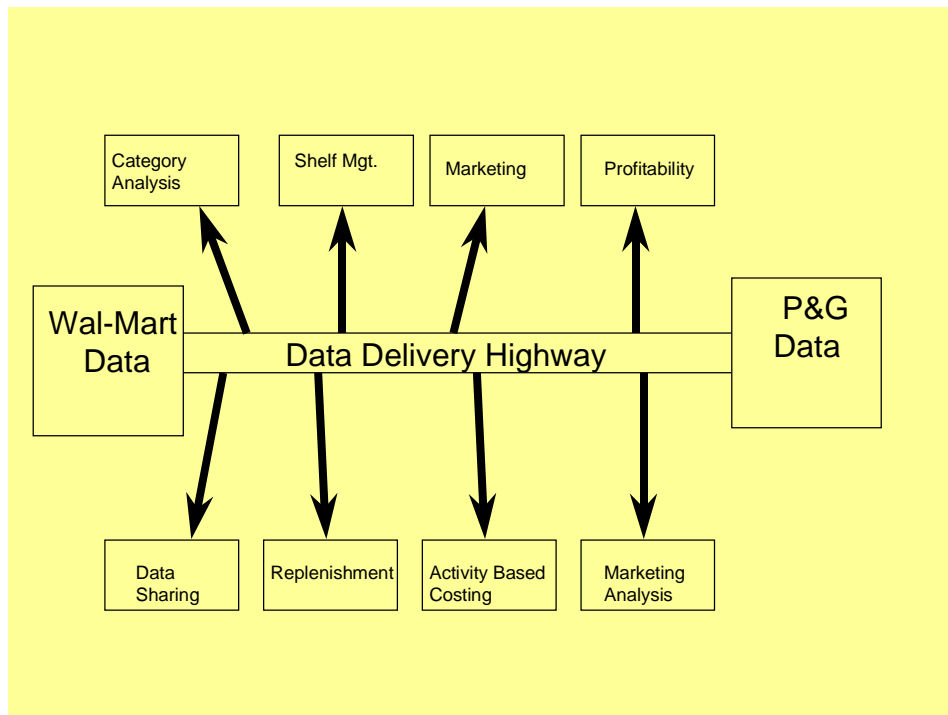 Category
Analysis
Shelf Mgt.
Marketing
Profitability
Wal-Mart
Data
Data Delivery Highway
P&G
Data
Data
Sharing
Replenishment
Activity Based
Costing
Marketing
Analysis